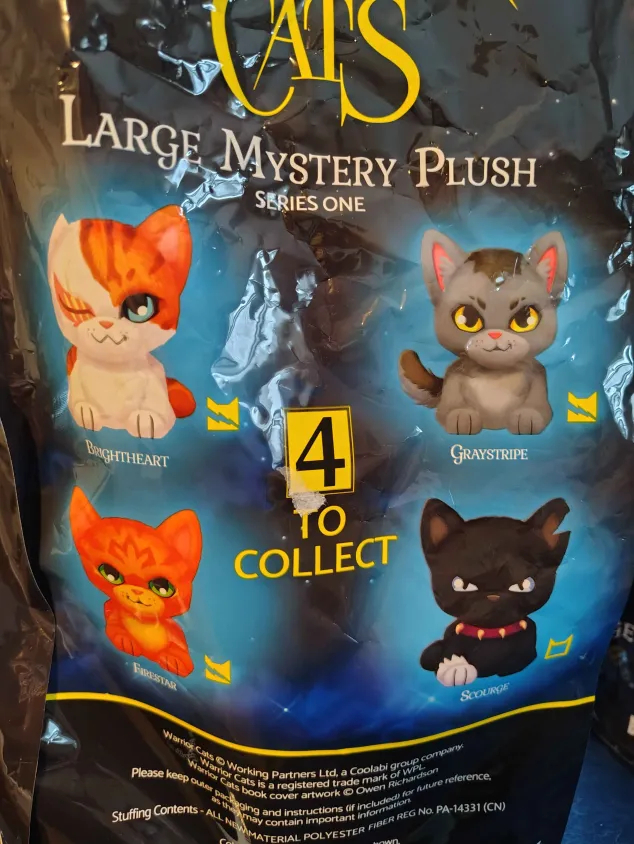 CATS
LARGE MYSTERY PLUSH
SERIES ONE
BRIGHTHEART
GRAYSTRIPE
4
TO
COLLECT
FIRESTAR
SCOURGE
Warrior Cats © Working Partners Ltd, a Coolabi group company.
Warrior Cats is a registered trade mark of WPL.
Warrior Cats book cover artwork © Owen Richardson
Please keep outer packaging and instructions (if included) for future reference,
as they may contain important information.
Stuffing Contents - ALL NEW MATERIAL POLYESTER FIBER REG No. PA-14331 (CN)